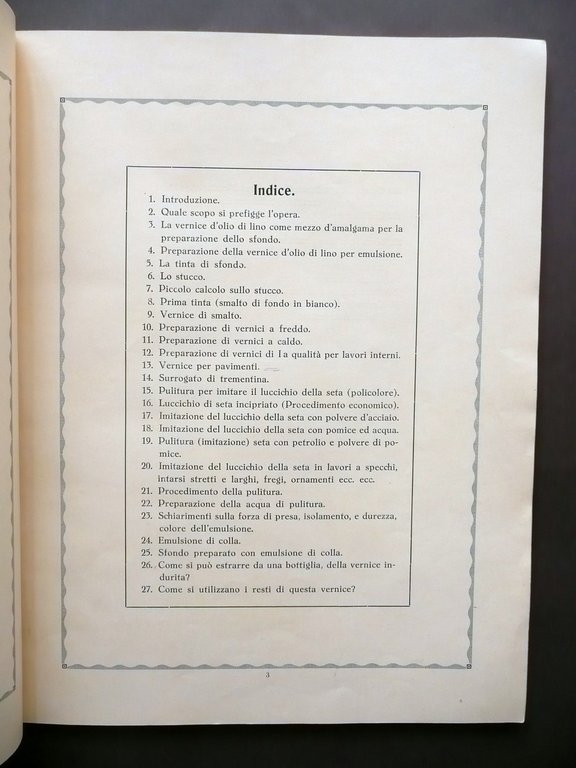 Indice.
1. Introduzione.
2. Quale scopo si prefigge l'opera.
3. La vernice d'olio di lino come mezzo d'amalgama per la
preparazione dello sfondo.
4. Preparazione della vernice d'olio di lino per emulsione.
5. La tinta di sfondo.
6. Lo stucco.
7. Piccolo calcolo sullo stucco.
8. Prima tinta (smalto di fondo in bianco).
9. Vernice di smalto.
10. Preparazione di vernici a freddo.
11. Preparazione di vernici a caldo.
12. Preparazione di vernici di Ia qualità per lavori interni.
13. Vernice per pavimenti.
14. Surrogato di trementina.
15. Pulitura per imitare il luccichio della seta (policolore).
16. Luccichio di seta incipriato (Procedimento economico).
17. Imitazione del luccichio della seta con polvere d'acciaio.
18. Imitazione del luccichio della seta con pomice ed acqua.
19. Pulitura (imitazione) seta con petrolio e polvere di po-
mice.
20. Imitazione del luccichio della seta in lavori a specchi,
intarsi stretti e larghi, fregi, ornamenti ecc. ecc.
21. Procedimento della pulitura.
22. Preparazione della acqua di pulitura.
23. Schiarimenti sulla forza di presa, isolamento, e durezza,
colore dell'emulsione.
24. Emulsione di colla.
25. Sfondo preparato con emulsione di colla.
26. Come si può estrarre da una bottiglia, della vernice in-
durita?
27. Come si utilizzano i resti di questa vernice?
3